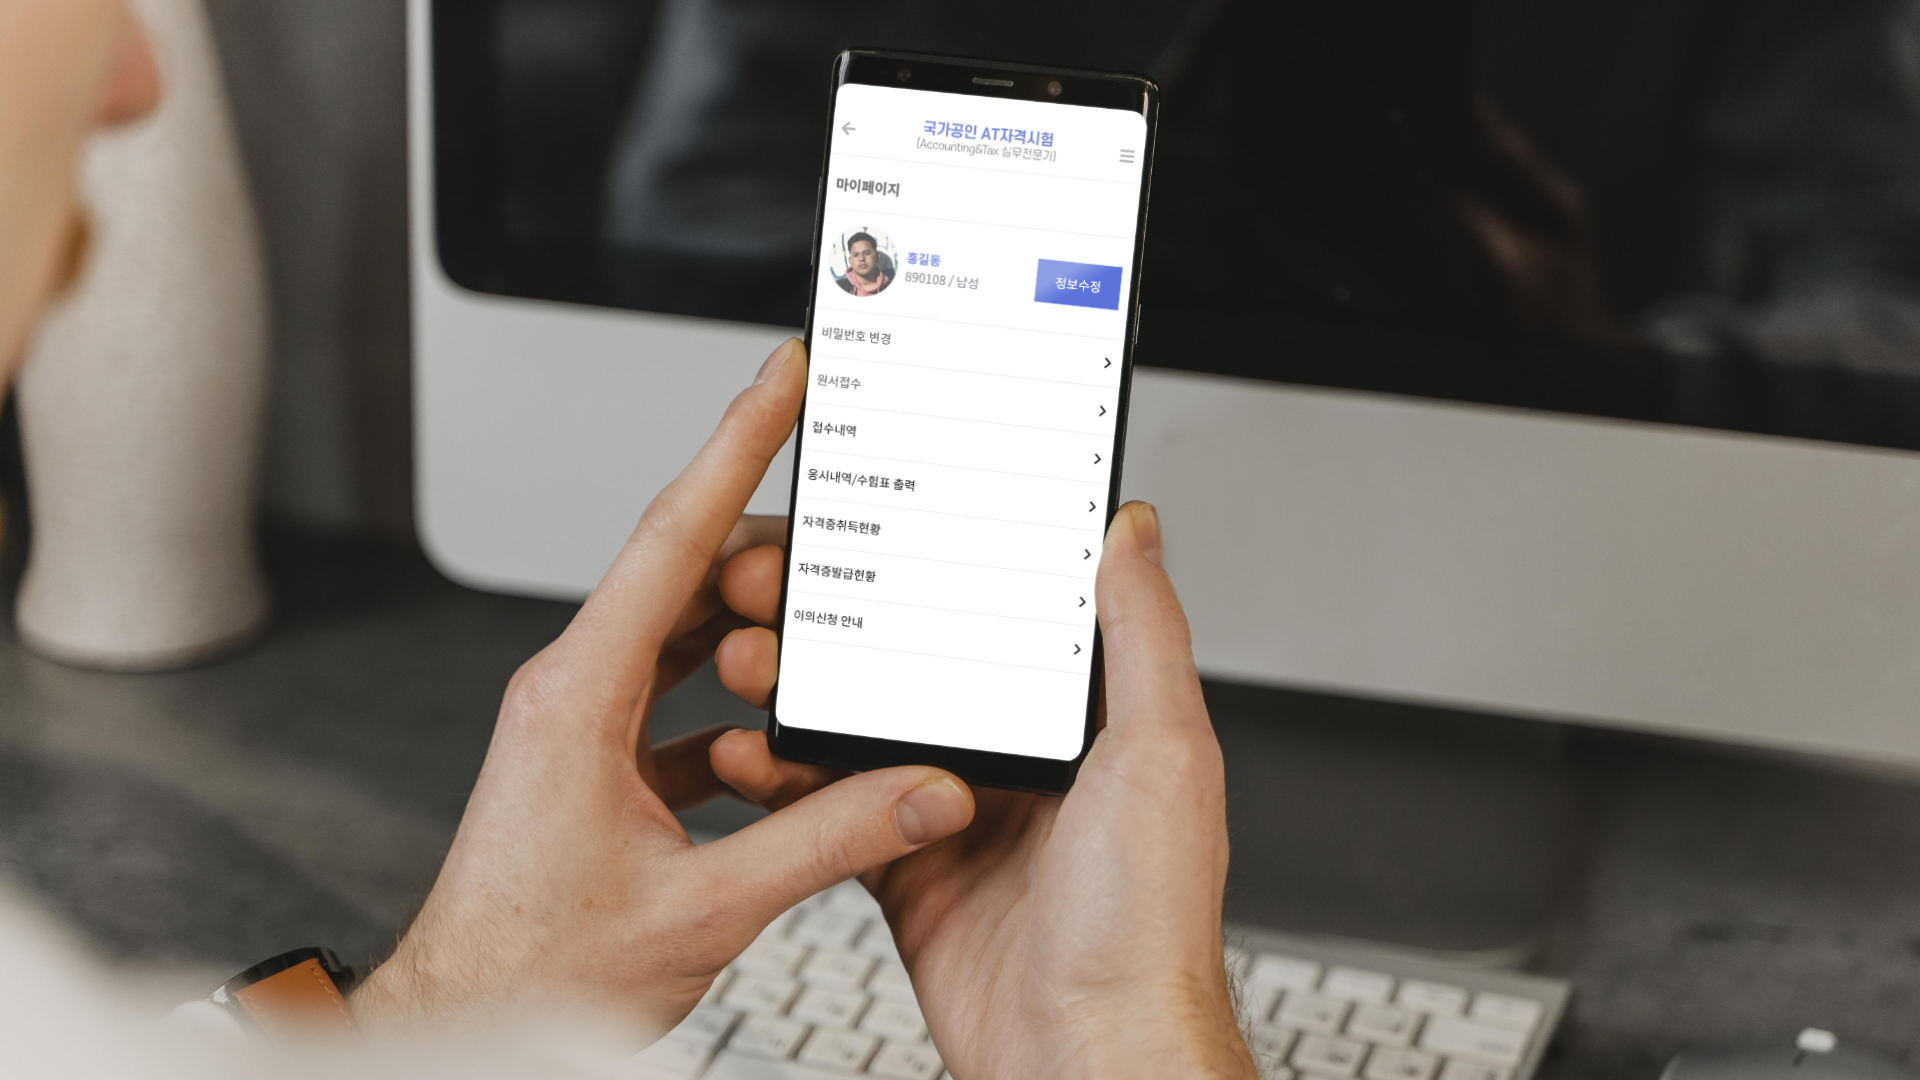 국가공인 AT자격시험
(Accounting&Tax 실무전문가)
마이페이지
홍길동
890108 / 남성
정보수정
비밀번호 변경
원서접수
접수내역
응시내역/수험표 출력
자격증취득현황
자격증발급현황
이의신청 안내